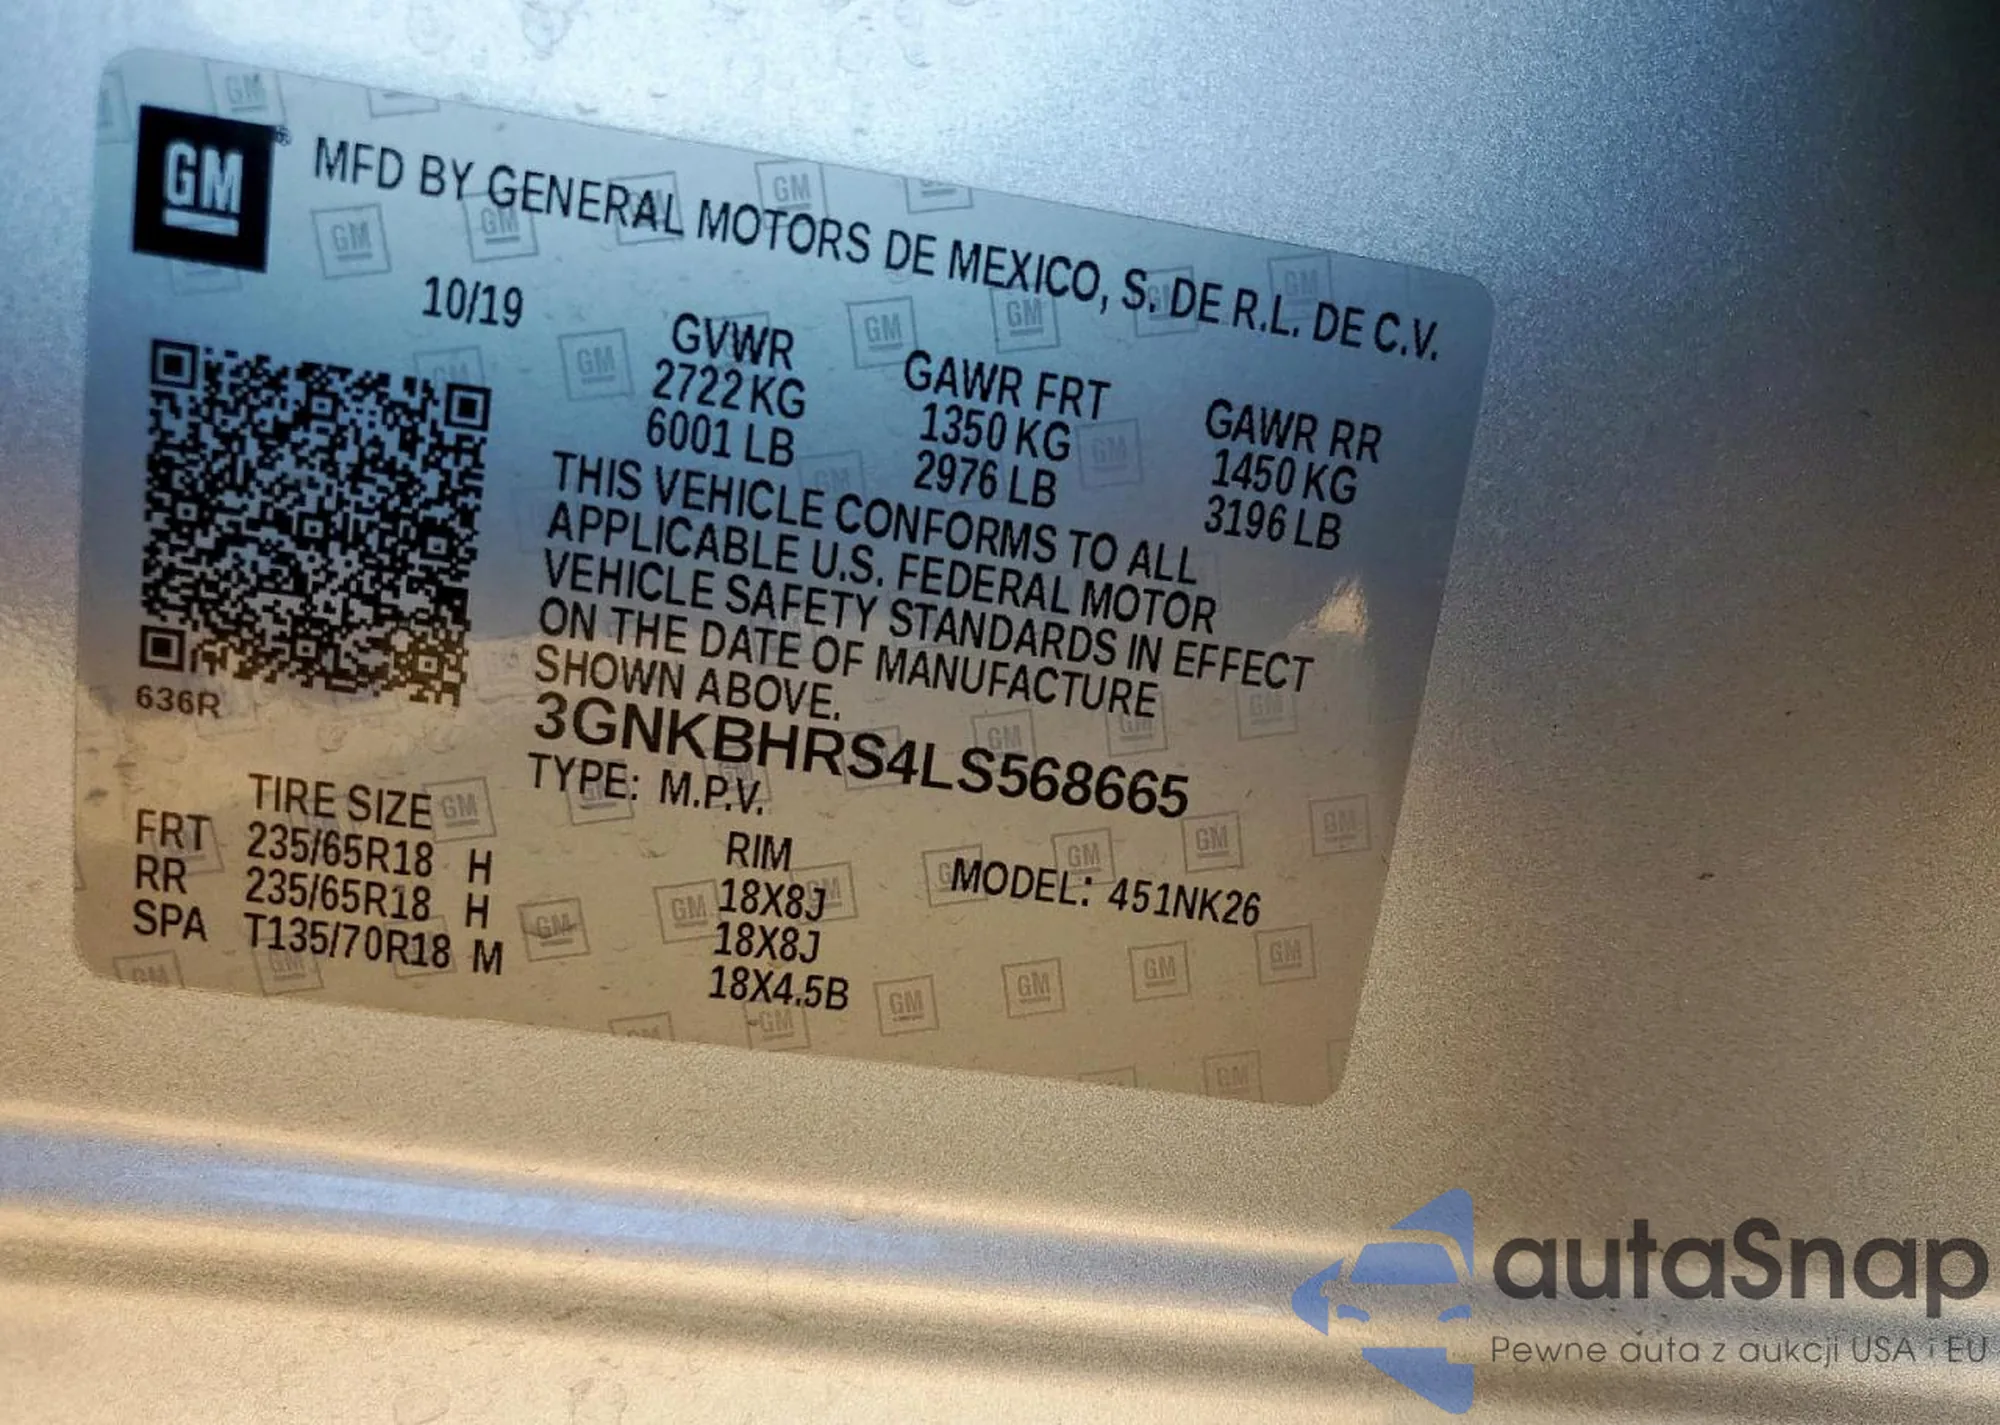 GM
MFD BY GENERAL MOTORS DE MEXICO, S. DE R.L. DE C.V.
10/19
GVWR GAWR FRT GAWR RR
2722 KG 1350 KG 1450 KG
6001 LB 2976 LB 3196 LB
THIS VEHICLE CONFORMS TO ALL
APPLICABLE U.S. FEDERAL MOTOR
VEHICLE SAFETY STANDARDS IN EFFECT
ON THE DATE OF MANUFACTURE
SHOWN ABOVE.
636R
3GNKBHRS4LS568665
TYPE: M.P.V.
TIRE SIZE RIM MODEL: 451NK26
FRT 235/65R18 H 18X8J
RR 235/65R18 H 18X8J
SPA T135/70R18 M 18X4.5B
autaSnap
Pewne auta z aukcji USA i EU